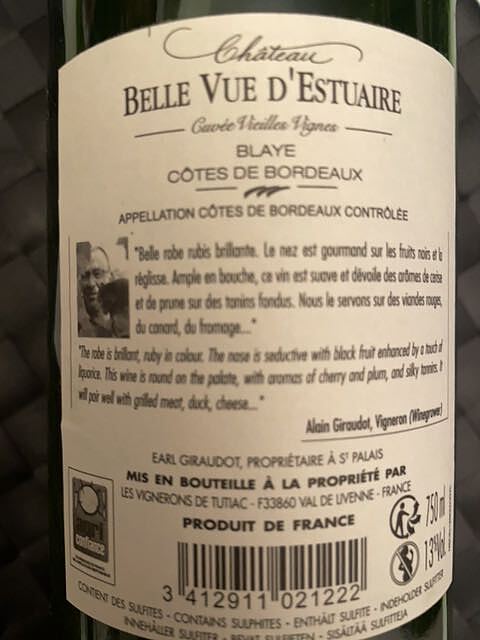 Château
BELLE VUE D'ESTUAIRE
Cuvée Vieilles Vignes
BLAYE
CÔTES DE BORDEAUX
APPELLATION CÔTES DE BORDEAUX CONTRÔLÉE
"Belle robe rubis brillante. Le nez est gourmand sur les fruits noirs et la
réglisse. Ample en bouche, ce vin est suave et dévoile des arômes de cerise
et de prune sur des tanins fondus. Nous le servons sur des viandes rouges,
du canard, du fromage..."
"The robe is brillant, ruby in colour. The nose is seductive with black fruit enhanced by a touch of
liquorice. This wine is round on the palate, with aromas of cherry and plum, and silky tannins. It
will pair well with grilled meat, duck, cheese..."
Alain Giraudot, Vigneron (Winegrower)
EARL GIRAUDOT, PROPRIÉTAIRE À ST PALAIS
MIS EN BOUTEILLE À LA PROPRIÉTÉ PAR
LES VIGNERONS DE TUTIAC - F33860 VAL DE LIVENNE - FRANCE
PRODUIT DE FRANCE
confiance
750 ml
13%Vol.
3 412911 021222
CONTIENT DES SULFITES - CONTAINS SULPHITES - ENTHÄLT SULFITE - INDEHOLDER SULFITTER
INNEHÅLLER SULFITER - BEVAT SULFIETEN - SISÄLTÄÄ SULFIITTEJA